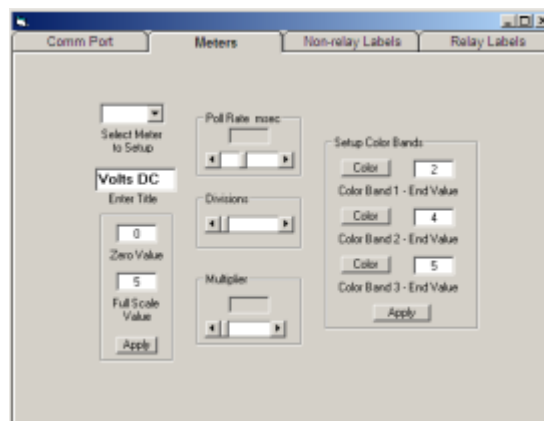 Comm Port
Meters
Non-relay Labels
Relay Labels
Select Meter
to Setup
Volts DC
Enter Title
0
Zero Value
5
Full Scale
Value
Apply
Poll Rate msec
Divisions
Multiplier
Setup Color Bands
Color
2
Color Band 1 - End Value
Color
4
Color Band 2 - End Value
Color
5
Color Band 3 - End Value
Apply